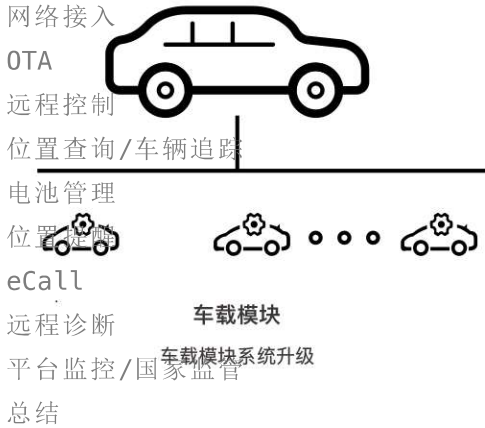 网络接入
OTA
远程控制
位置查询/车辆追踪
电池管理
位置提醒
eCall
远程诊断
平台监控/国家监管
总结
车载模块
车载模块系统升级